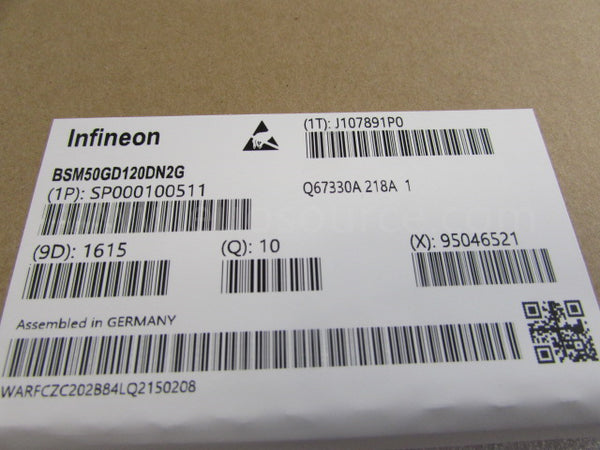 Infineon
(1T): J107891P0
BSM50GD120DN2G
(1P): SP000100511
Q67330A 218A 1
(9D): 1615
(Q): 10
(X): 95046521
Assembled in GERMANY
WARFCZC202B84LQ2150208